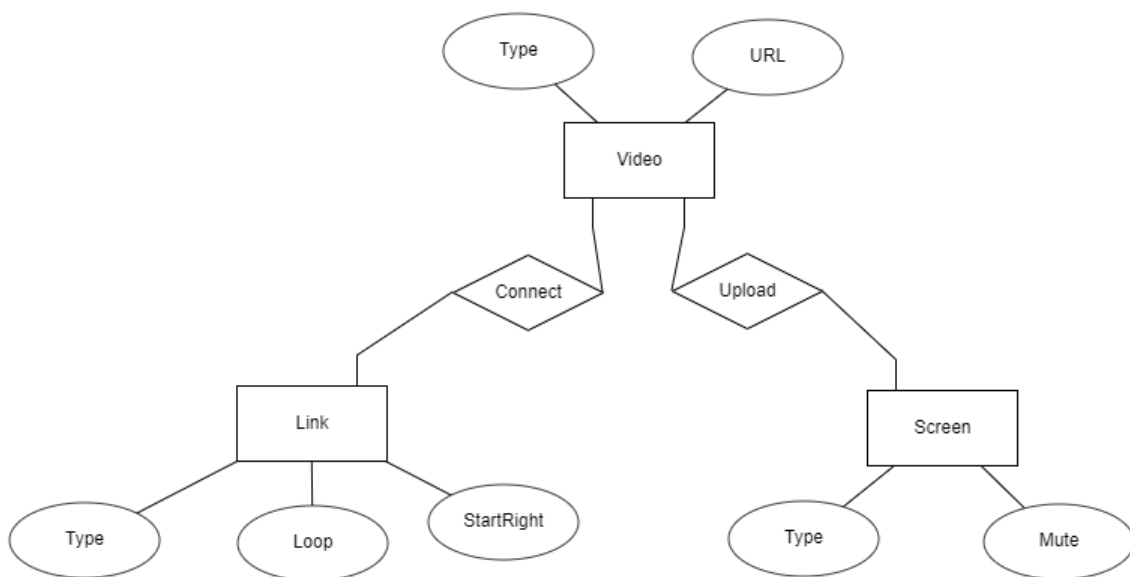 Type
URL
Video
Connect
Upload
Link
Screen
Type
Loop
StartRight
Type
Mute